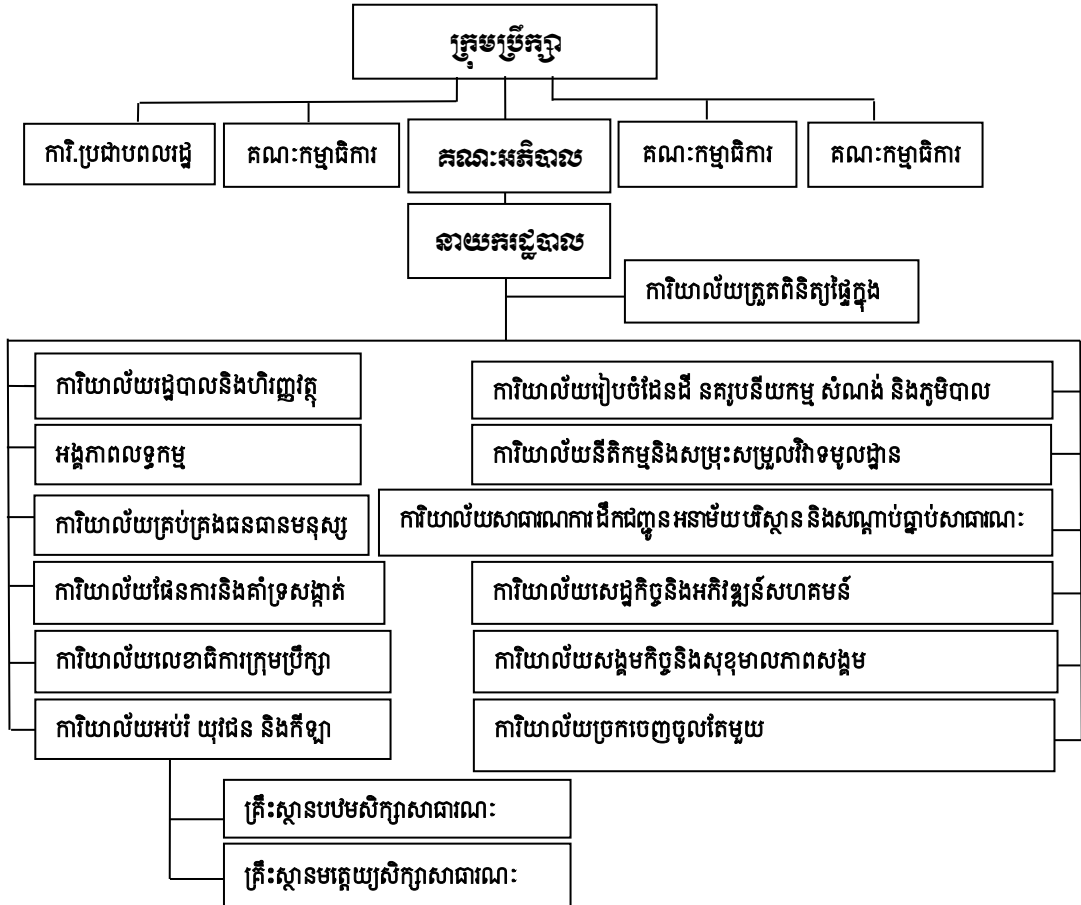 ក្រុមប្រឹក្សា
ការិ.ប្រជាបពលរដ្ឋ
គណៈកម្មាធិការ
គណៈអភិបាល
គណៈកម្មាធិការ
គណៈកម្មាធិការ
នាយករដ្ឋបាល
ការិយាល័យត្រួតពិនិត្យផ្ទៃក្នុង
ការិយាល័យរដ្ឋបាលនិងហិរញ្ញវត្ថុ
ការិយាល័យរៀបចំដែនដី នគរូបនីយកម្ម សំណង់ និងភូមិបាល
អង្គភាពលទ្ធកម្ម
ការិយាល័យនីតិកម្មនិងសម្រុះសម្រួលវិវាទមូលដ្ឋាន
ការិយាល័យគ្រប់គ្រងធនធានមនុស្ស
ការិយាល័យសាធារណការ ដឹកជញ្ជូន អនាម័យ បរិស្ថាន និងសណ្តាប់ធ្នាប់សាធារណៈ
ការិយាល័យផែនការនិងគាំទ្រសង្កាត់
ការិយាល័យសេដ្ឋកិច្ចនិងអភិវឌ្ឍន៍សហគមន៍
ការិយាល័យលេខាធិការក្រុមប្រឹក្សា
ការិយាល័យសង្គមកិច្ចនិងសុខុមាលភាពសង្គម
ការិយាល័យអប់រំ យុវជន និងកីឡា
ការិយាល័យច្រកចេញចូលតែមួយ
គ្រឹះស្ថានបឋមសិក្សាសាធារណៈ
គ្រឹះស្ថានមត្តេយ្យសិក្សាសាធារណៈ